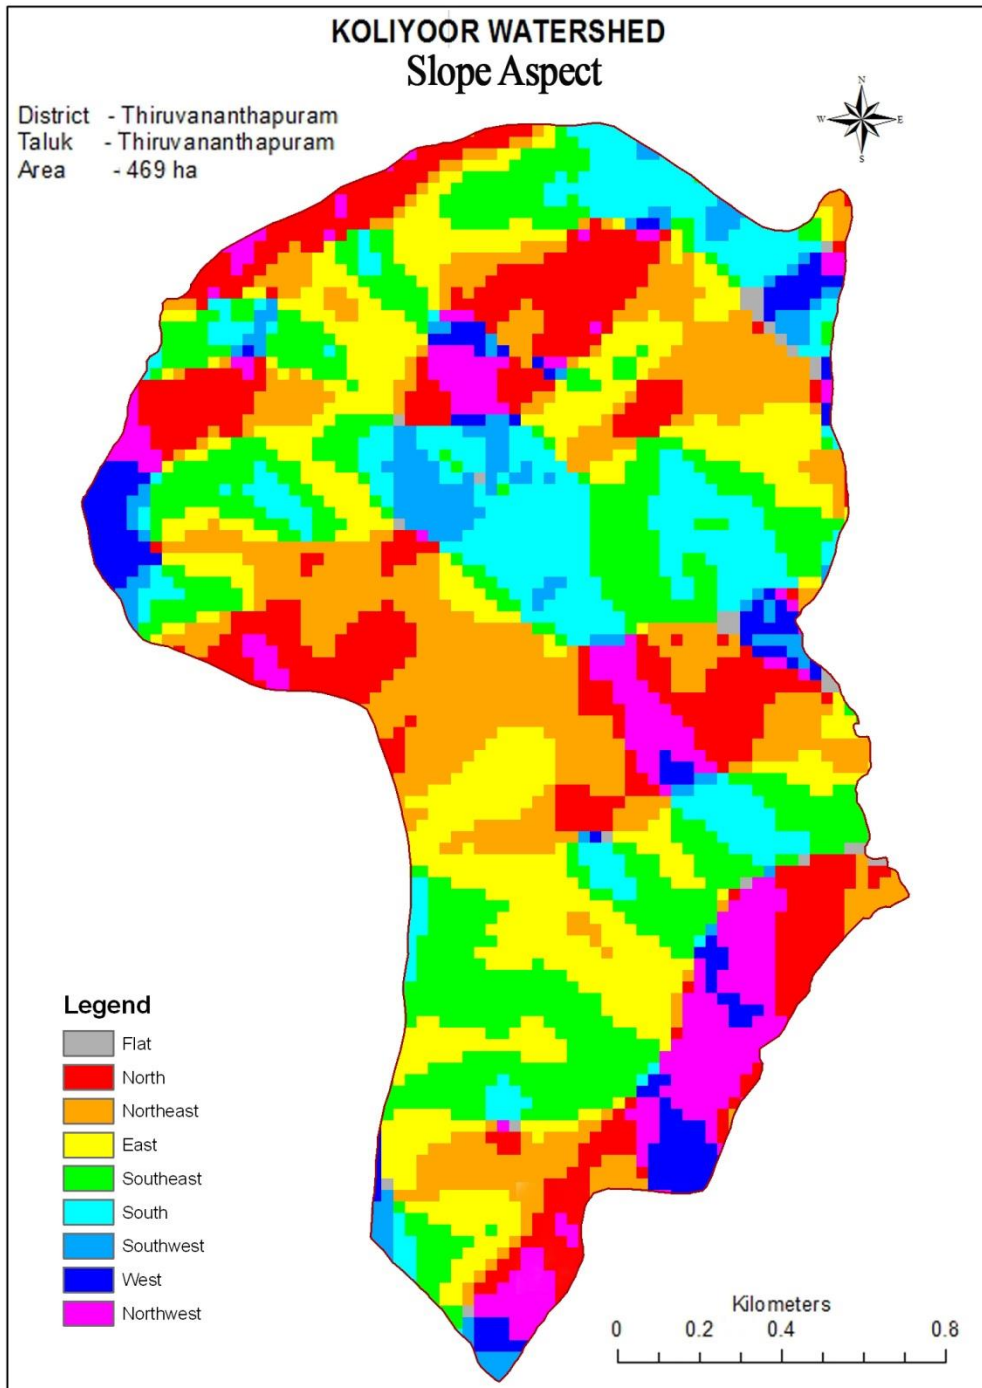 KOLIYOOR WATERSHED
Slope Aspect
District - Thiruvananthapuram
Taluk - Thiruvananthapuram
Area - 469 ha
N
W E
S
Legend
Flat
North
Northeast
East
Southeast
South
Southwest
West
Northwest
Kilometers
0 0.2 0.4 0.8